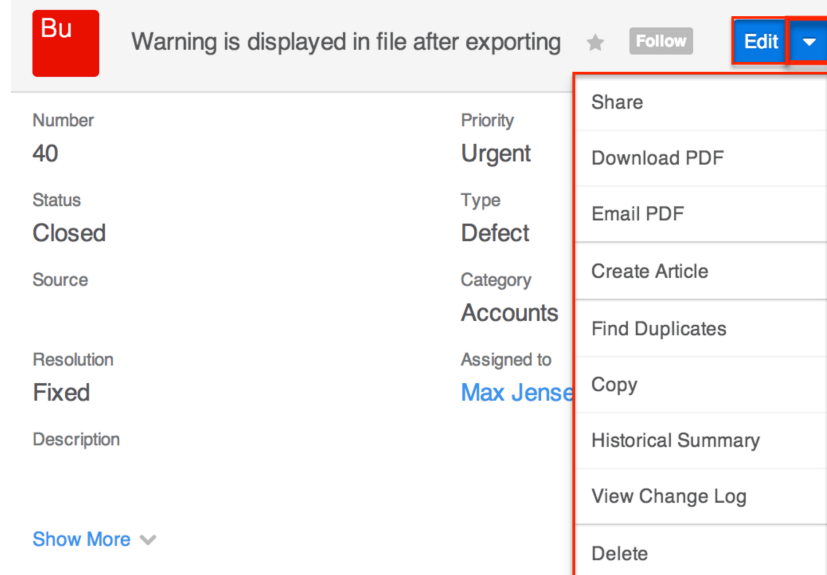 Bu
Warning is displayed in file after exporting
Follow
Edit
Number
40
Priority
Urgent
Status
Closed
Type
Defect
Source
Category
Accounts
Resolution
Fixed
Assigned to
Max Jense
Description
Show More
Share
Download PDF
Email PDF
Create Article
Find Duplicates
Copy
Historical Summary
View Change Log
Delete